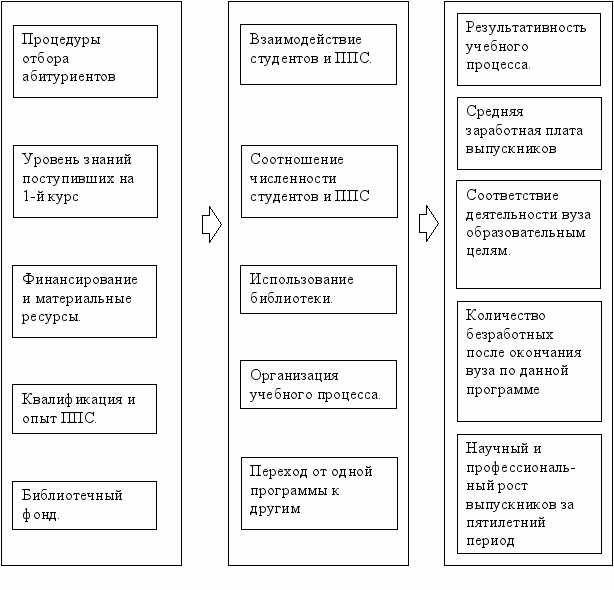 Процедуры
отбора
абитуриентов
Уровень знаний
поступивших на
1-й курс
Финансирование
и материальные
ресурсы.
Квалификация и
опыт ППС.
Библиотечный
фонд.
Взаимодействие
студентов и ППС.
Соотношение
численности
студентов и ППС
Использование
библиотеки.
Организация
учебного процесса.
Переход от одной
программы к
другим
Результативность
учебного
процесса.
Средняя
заработная плата
выпускников
Соответствие
деятельности вуза
образовательным
целям.
Количество
безработных
после окончания
вуза по данной
программе
Научный и
профессиональ-
ный рост
выпускников за
пятилетний
период